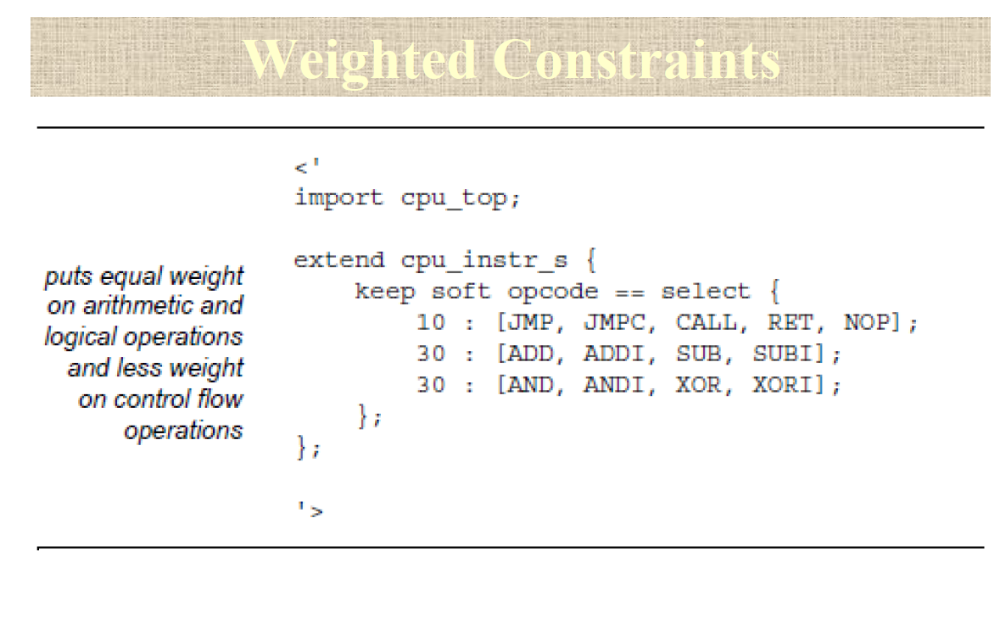 Weighted Constraints
<'
import cpu_top;
extend cpu_instr_s {
keep soft opcode == select {
10 : [JMP, JMPC, CALL, RET, NOP];
30 : [ADD, ADDI, SUB, SUBI];
30 : [AND, ANDI, XOR, XORI];
};
};
'>
puts equal weight
on arithmetic and
logical operations
and less weight
on control flow
operations